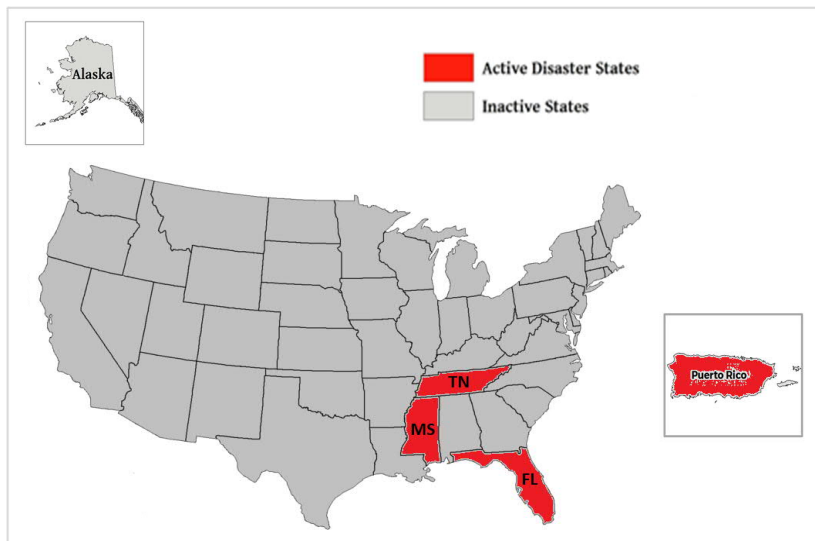 Alaska
Active Disaster States
Inactive States
TN
MS
FL
Puerto Rico